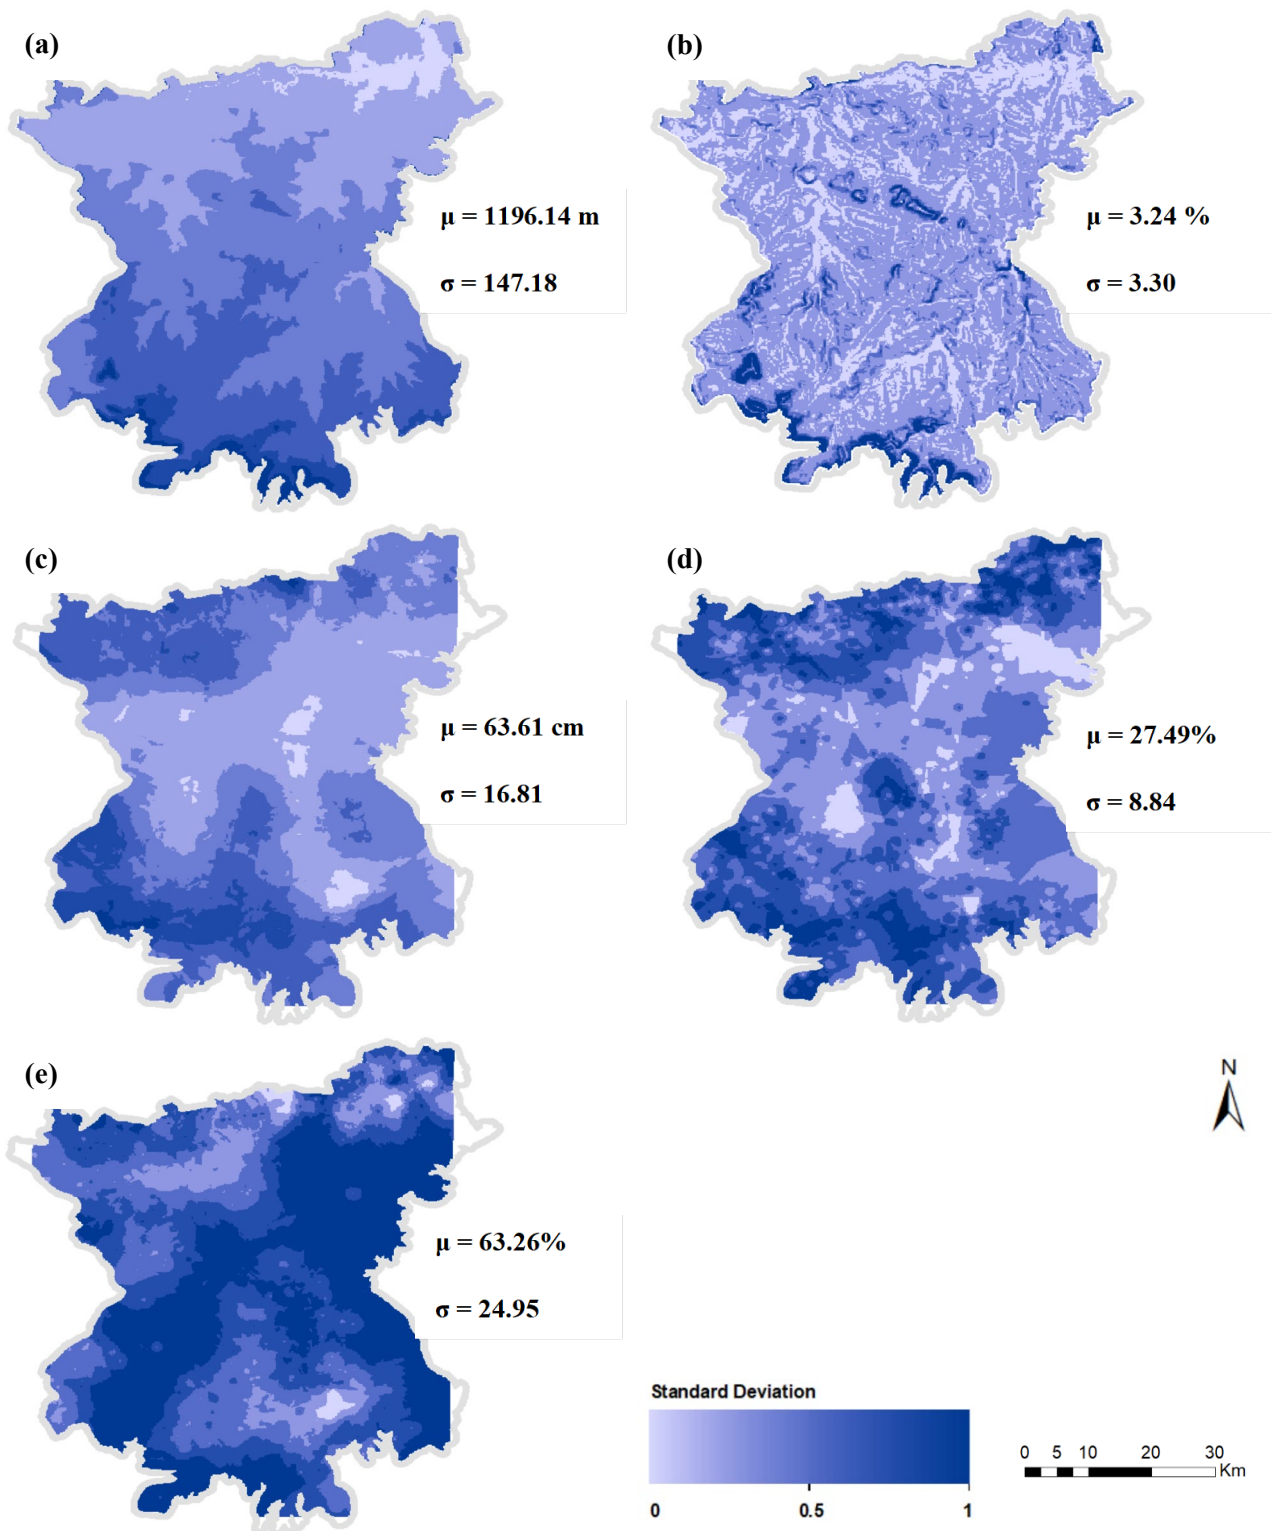 (a)
(b)
μ = 1196.14 m
σ = 147.18
μ = 3.24 %
σ = 3.30
(c)
(d)
μ = 63.61 cm
σ = 16.81
μ = 27.49%
σ = 8.84
(e)
N
μ = 63.26%
σ = 24.95
Standard Deviation
0 0.5 1
0 5 10 20 30
Km